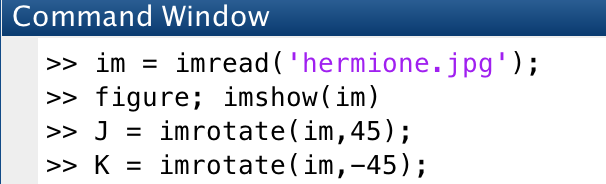 Command Window
>> im = imread('hermione.jpg');
>> figure; imshow(im)
>> J = imrotate(im,45);
>> K = imrotate(im,-45);